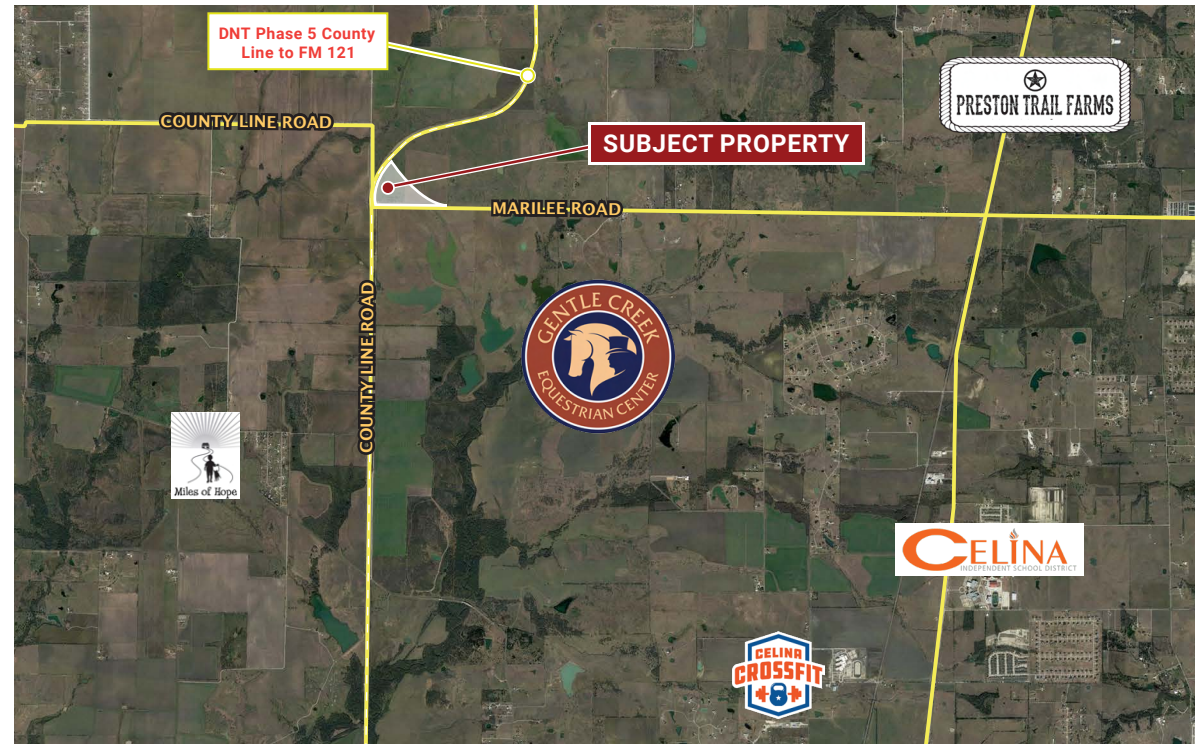 DNT Phase 5 County
Line to FM 121
PRESTON TRAIL FARMS
COUNTY LINE ROAD
SUBJECT PROPERTY
MARILEE ROAD
GENTLE CREEK
EQUESTRIAN CENTER
COUNTY LINE ROAD
Miles of Hope
CELINA
INDEPENDENT SCHOOL DISTRICT
CELINA
CROSSFIT